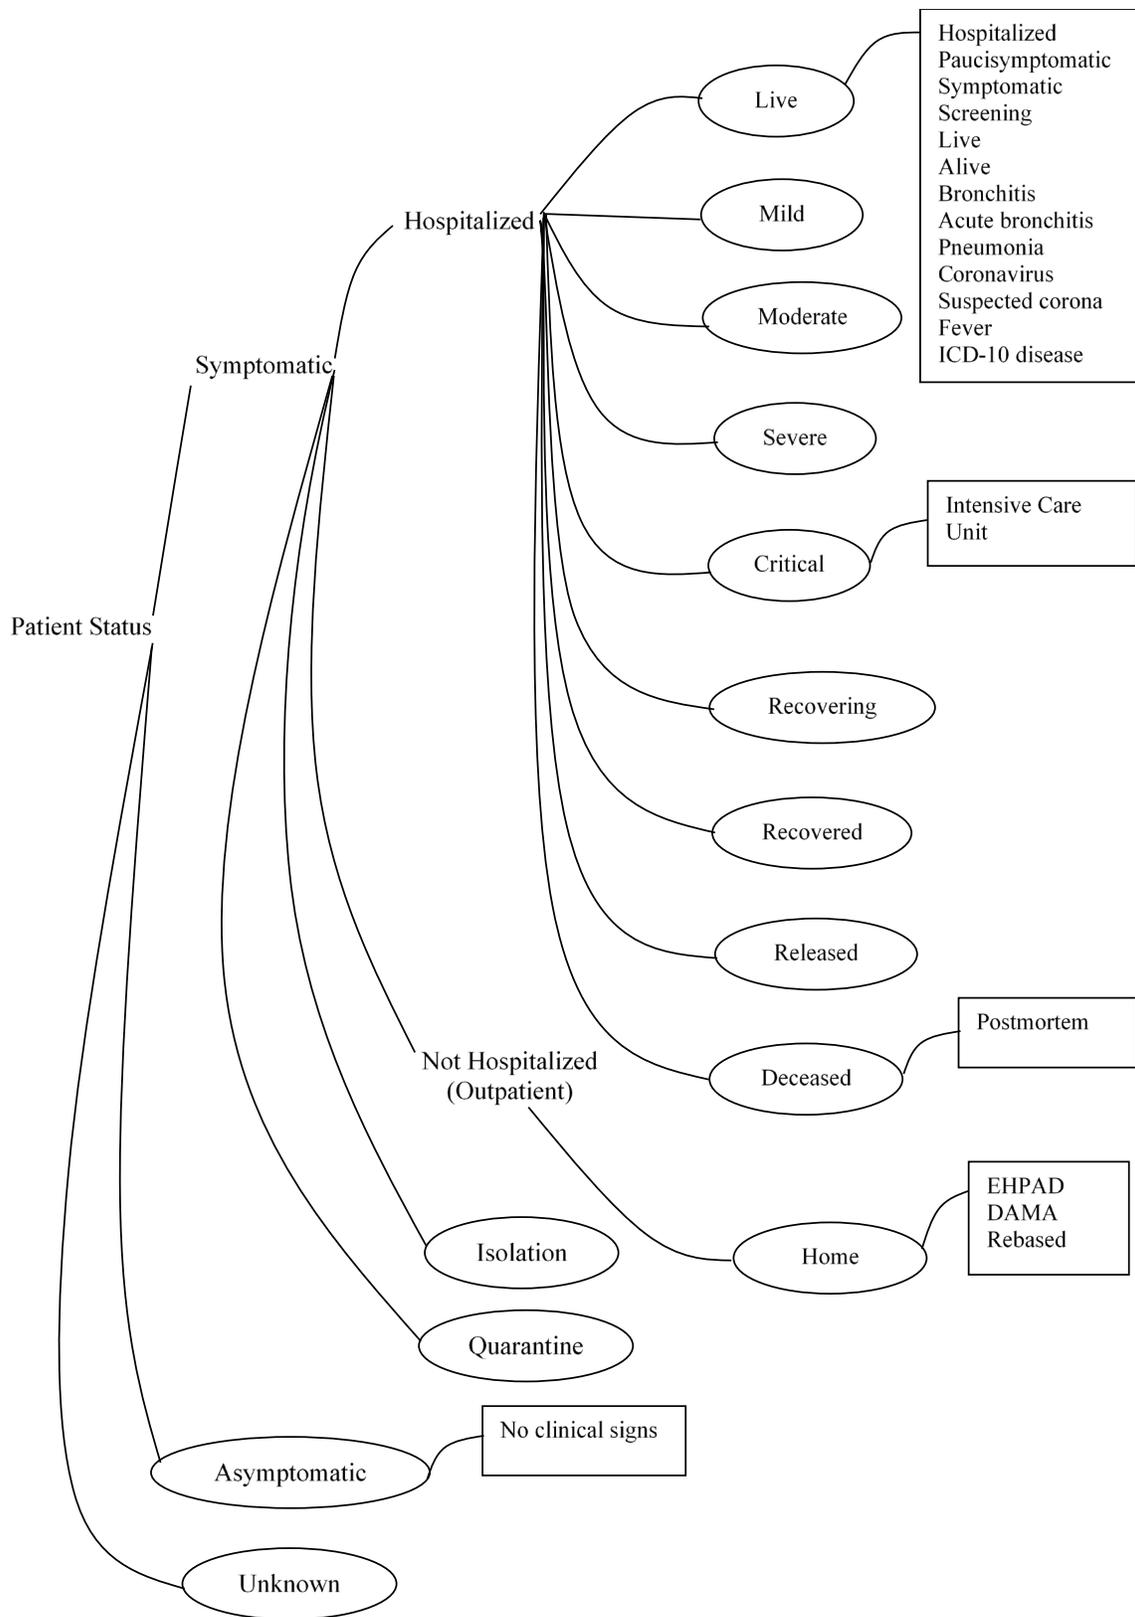 Hospitalized
Paucisymptomatic
Symptomatic
Screening
Live
Alive
Bronchitis
Acute bronchitis
Pneumonia
Coronavirus
Suspected corona
Fever
ICD-10 disease
Live
Mild
Hospitalized
Moderate
Symptomatic
Severe
Intensive Care
Unit
Critical
Patient Status
Recovering
Recovered
Released
Postmortem
Not Hospitalized
(Outpatient)
Deceased
EHPAD
DAMA
Rebased
Isolation
Home
Quarantine
No clinical signs
Asymptomatic
Unknown